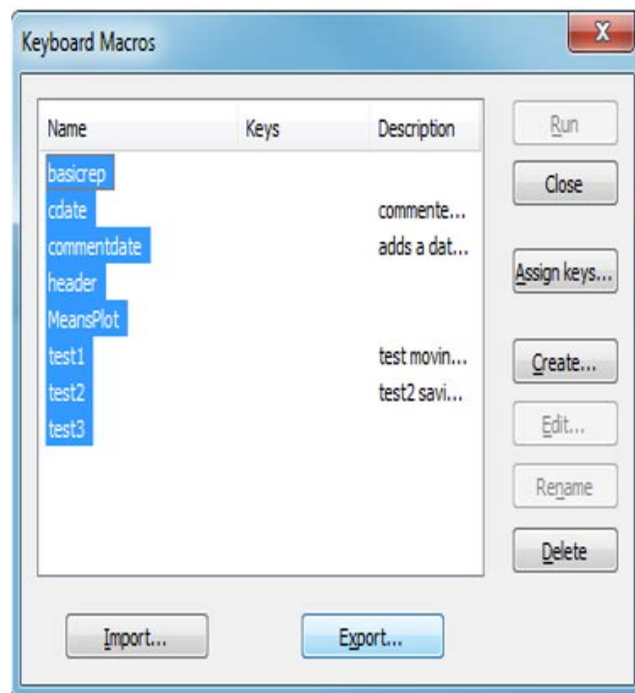 Keyboard Macros
X
Name Keys Description
basicrep
cdate commente...
commentdate adds a dat...
header
MeansPlot
test1 test movin...
test2 test2 savi...
test3
Run
Close
Assign keys...
Create...
Edit...
Rename
Delete
Import... Export...